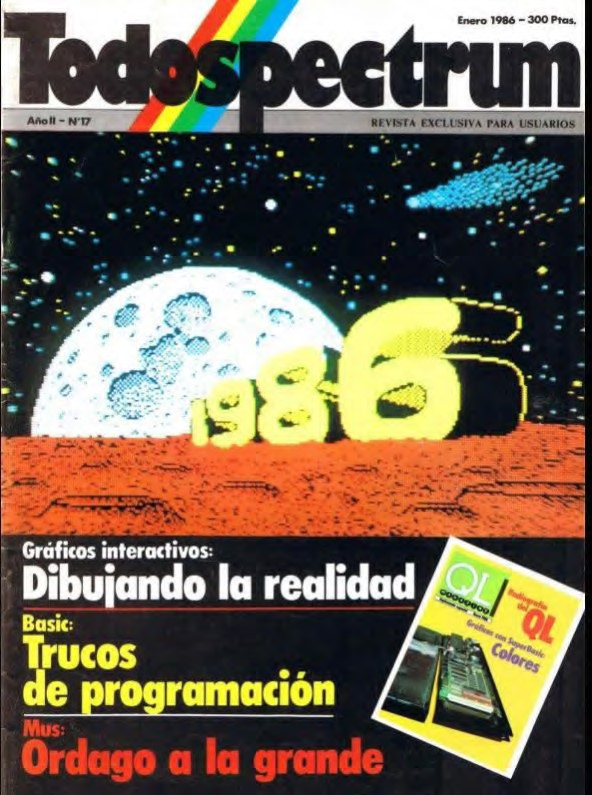 Enero 1986 - 300 Ptas.
Todospectrum
Año II - N°17
REVISTA EXCLUSIVA PARA USUARIOS
1986
Gráficos interactivos:
Dibujando la realidad
Basic:
Trucos
de programación
Mus:
Ordago a la grande
QL
Radiografía
del
QL
Gráficos con SuperBasic:
Colores